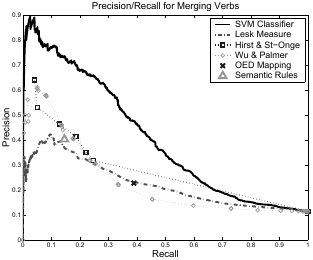 Precision/Recall for Merging Verbs
SVM Classifier
Lesk Measure
Hirst & St-Onge
Wu & Palmer
OED Mapping
Semantic Rules
Precision
0.9
0.8
0.7
0.6
0.5
0.4
0.3
0.2
0.1
0
0 0.1 0.2 0.3 0.4 0.5 0.6 0.7 0.8 0.9 1
Recall